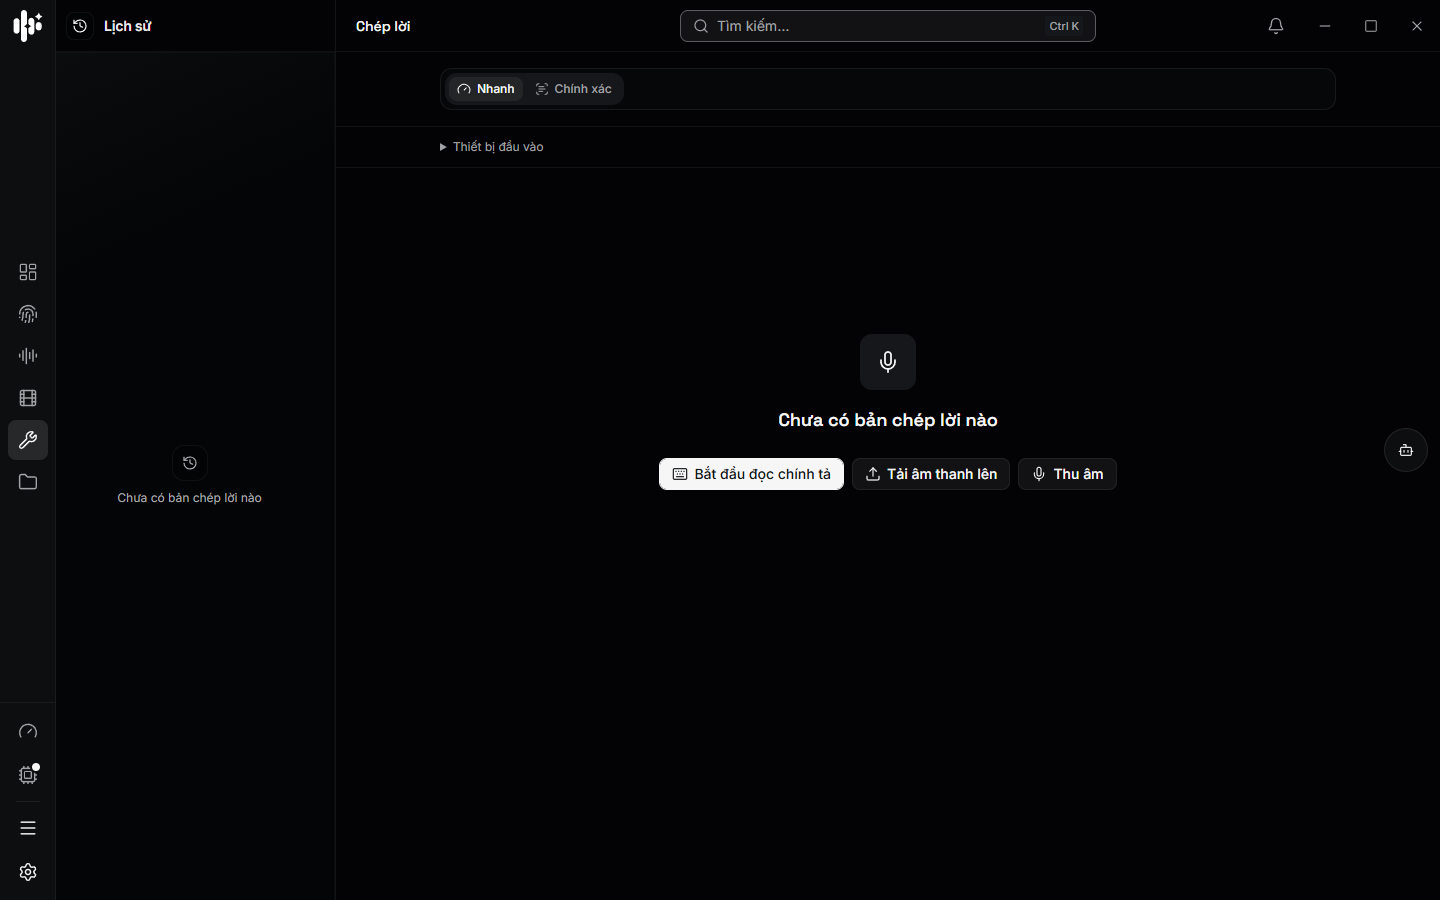 Lịch sử
Chép lời
Tìm kiếm...
Ctrl K
Nhanh
Chính xác
Thiết bị đầu vào
Chưa có bản chép lời nào
Bắt đầu đọc chính tả
Tải âm thanh lên
Thu âm
Chưa có bản chép lời nào